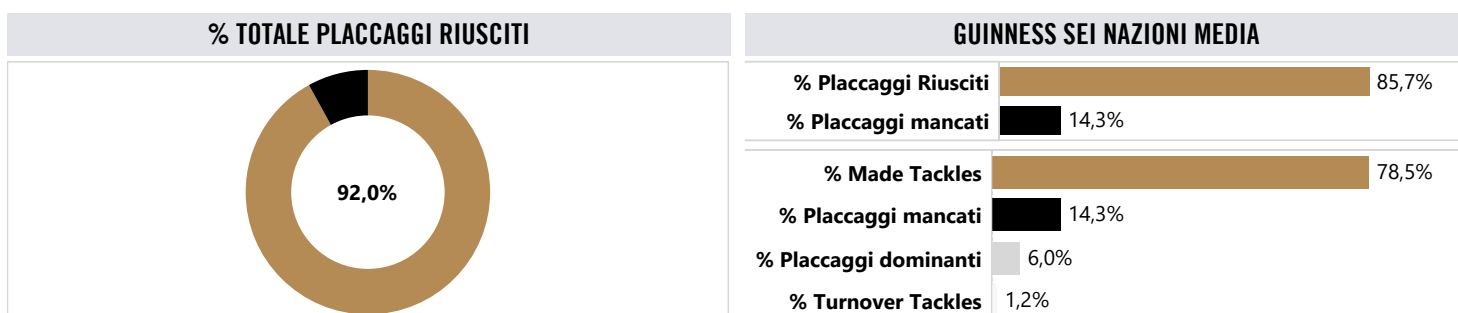 % TOTALE PLACCAGGI RIUSCITI
92,0%
GUINNESS SEI NAZIONI MEDIA
% Placcaggi Riusciti 85,7%
% Placcaggi mancati 14,3%
% Made Tackles 78,5%
% Placcaggi mancati 14,3%
% Placcaggi dominanti 6,0%
% Turnover Tackles 1,2%